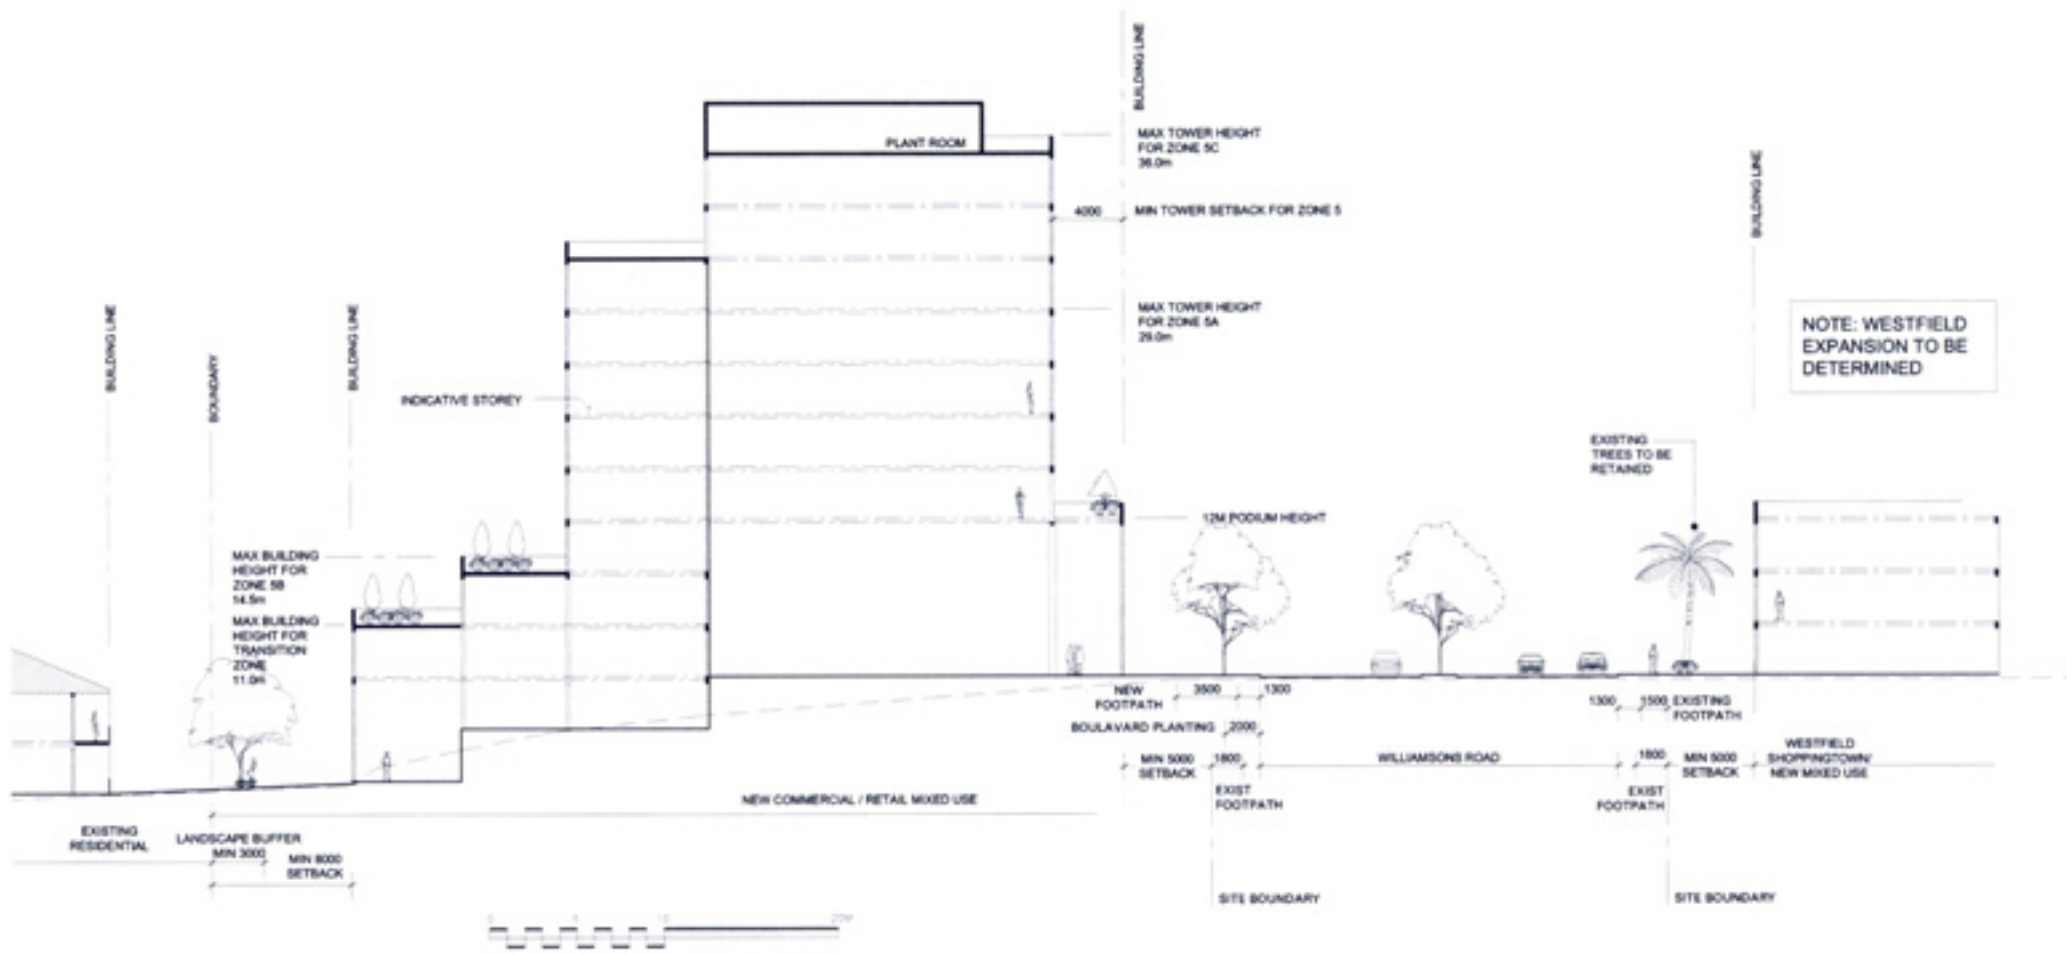 BUILDING LINE
PLANT ROOM
MAX TOWER HEIGHT
FOR ZONE 5C
36.0m
4000
MIN TOWER SETBACK FOR ZONE 5
BUILDING LINE
MAX TOWER HEIGHT
FOR ZONE 5A
29.0m
NOTE: WESTFIELD
EXPANSION TO BE
DETERMINED
BUILDING LINE
BOUNDARY
BUILDING LINE
INDICATIVE STOREY
EXISTING
TREES TO BE
RETAINED
12M PODIUM HEIGHT
MAX BUILDING
HEIGHT FOR
ZONE 5B
14.5m
MAX BUILDING
HEIGHT FOR
TRANSITION
ZONE
11.0m
NEW
FOOTPATH
3500
1300
BOULAVARD PLANTING
2000
MIN 5000
SETBACK
1800
EXIST
FOOTPATH
WILLIAMSONS ROAD
1300
1500
EXISTING
FOOTPATH
1800
EXIST
FOOTPATH
MIN 5000
SETBACK
WESTFIELD
SHOPPINGTOWN/
NEW MIXED USE
NEW COMMERCIAL / RETAIL MIXED USE
EXISTING
RESIDENTIAL
LANDSCAPE BUFFER
MIN 3000
MIN 8000
SETBACK
SITE BOUNDARY
SITE BOUNDARY
0 5 10 20M